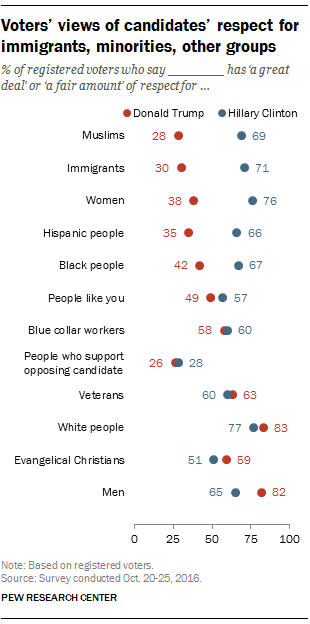 Voters' views of candidates' respect for
immigrants, minorities, other groups
% of registered voters who say ________ has 'a great
deal' or 'a fair amount' of respect for ...
Donald Trump Hillary Clinton
Muslims 28 69
Immigrants 30 71
Women 38 76
Hispanic people 35 66
Black people 42 67
People like you 49 57
Blue collar workers 58 60
People who support
opposing candidate 26 28
Veterans 60 63
White people 77 83
Evangelical Christians 51 59
Men 65 82
0 25 50 75 100
Note: Based on registered voters.
Source: Survey conducted Oct. 20-25, 2016.
PEW RESEARCH CENTER